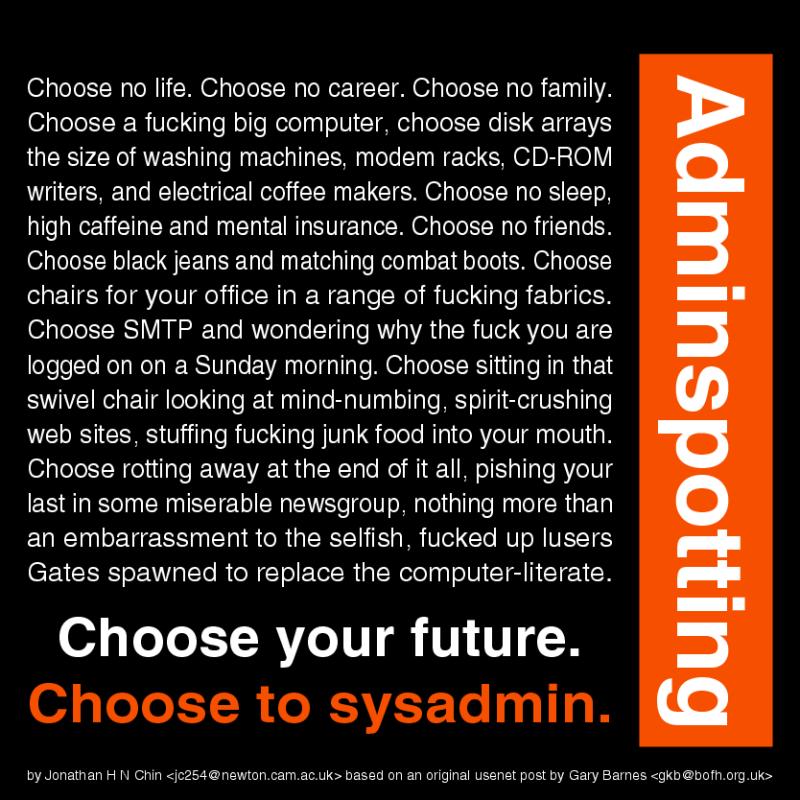 Choose no life. Choose no career. Choose no family.
Choose a fucking big computer, choose disk arrays
the size of washing machines, modem racks, CD-ROM
writers, and electrical coffee makers. Choose no sleep,
high caffeine and mental insurance. Choose no friends.
Choose black jeans and matching combat boots. Choose
chairs for your office in a range of fucking fabrics.
Choose SMTP and wondering why the fuck you are
logged on on a Sunday morning. Choose sitting in that
swivel chair looking at mind-numbing, spirit-crushing
web sites, stuffing fucking junk food into your mouth.
Choose rotting away at the end of it all, pishing your
last in some miserable newsgroup, nothing more than
an embarrassment to the selfish, fucked up lusers
Gates spawned to replace the computer-literate.
Choose your future.
Choose to sysadmin.
Adminspotting
by Jonathan H N Chin <jc254@newton.cam.ac.uk> based on an original usenet post by Gary Barnes <gkb@bofh.org.uk>